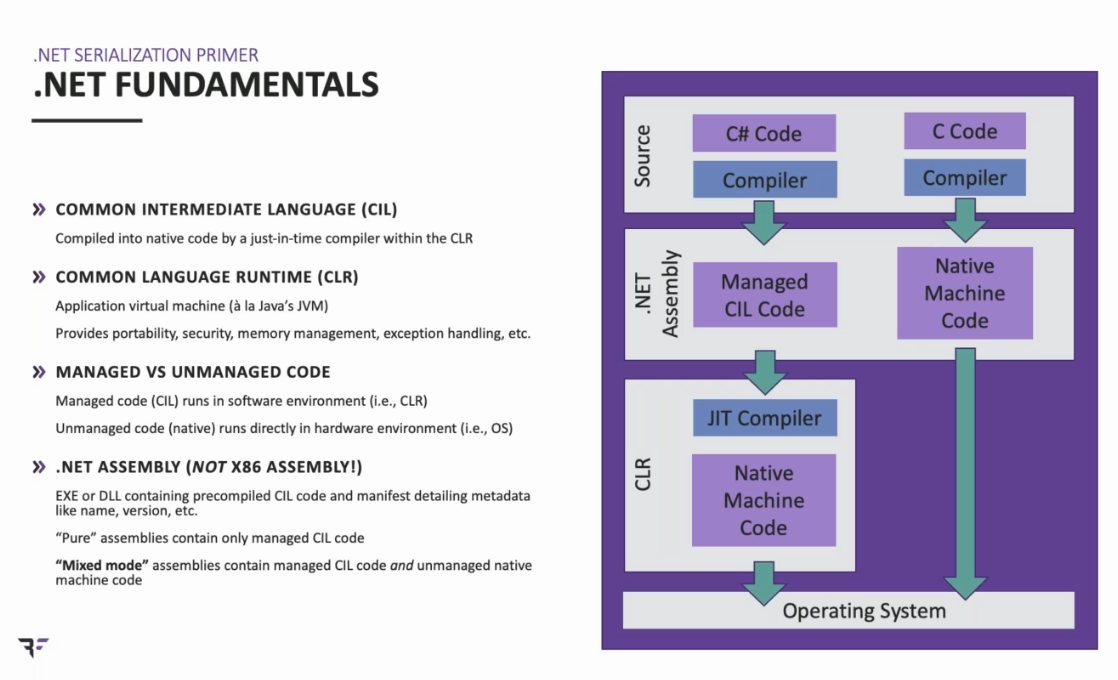 .NET SERIALIZATION PRIMER
.NET FUNDAMENTALS
COMMON INTERMEDIATE LANGUAGE (CIL)
Compiled into native code by a just-in-time compiler within the CLR
COMMON LANGUAGE RUNTIME (CLR)
Application virtual machine (à la Java's JVM)
Provides portability, security, memory management, exception handling, etc.
MANAGED VS UNMANAGED CODE
Managed code (CIL) runs in software environment (i.e., CLR)
Unmanaged code (native) runs directly in hardware environment (i.e., OS)
.NET ASSEMBLY (NOT X86 ASSEMBLY!)
EXE or DLL containing precompiled CIL code and manifest detailing metadata
like name, version, etc.
“Pure” assemblies contain only managed CIL code
“Mixed mode” assemblies contain managed CIL code and unmanaged native
machine code
Source
C# Code
Compiler
C Code
Compiler
.NET
Assembly
Managed
CIL Code
Native
Machine
Code
CLR
JIT Compiler
Native
Machine
Code
Operating System